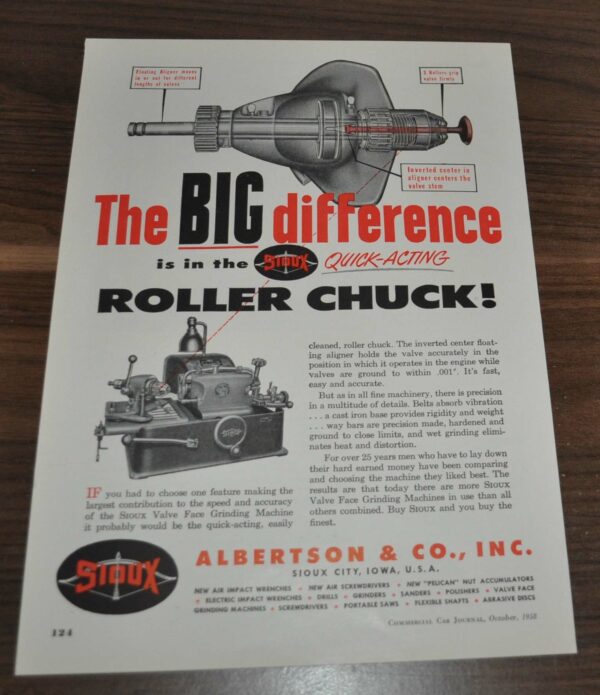 Floating Aligner moves
in or out for different
lengths of valves
3 Rollers grip
valve firmly
Inverted center in
aligner centers the
valve stem
The BIG difference
is in the SIOUX QUICK-ACTING
ROLLER CHUCK!
SIOUX
IF you had to choose one feature making the
largest contribution to the speed and accuracy
of the SIOUX Valve Face Grinding Machine
it probably would be the quick-acting, easily
cleaned, roller chuck. The inverted center float-
ing aligner holds the valve accurately in the
position in which it operates in the engine while
valves are ground to within .001". It's fast,
easy and accurate.
But as in all fine machinery, there is precision
in a multitude of details. Belts absorb vibration
. . . a cast iron base provides rigidity and weight
. . . way bars are precision made, hardened and
ground to close limits, and wet grinding elimi-
nates heat and distortion.
For over 25 years men who have to lay down
their hard earned money have been comparing
and choosing the machine they liked best. The
results are that today there are more SIOUX
Valve Face Grinding Machines in use than all
others combined. Buy SIOUX and you buy the
finest.
SIOUX
ALBERTSON & CO., INC.
SIOUX CITY, IOWA, U.S.A.
NEW AIR IMPACT WRENCHES • NEW AIR SCREWDRIVERS • NEW "PELICAN" NUT ACCUMULATORS
• ELECTRIC IMPACT WRENCHES • DRILLS • GRINDERS • SANDERS • POLISHERS • VALVE FACE
GRINDING MACHINES • SCREWDRIVERS • PORTABLE SAWS • FLEXIBLE SHAFTS • ABRASIVE DISCS
124
COMMERCIAL CAR JOURNAL, October, 1953